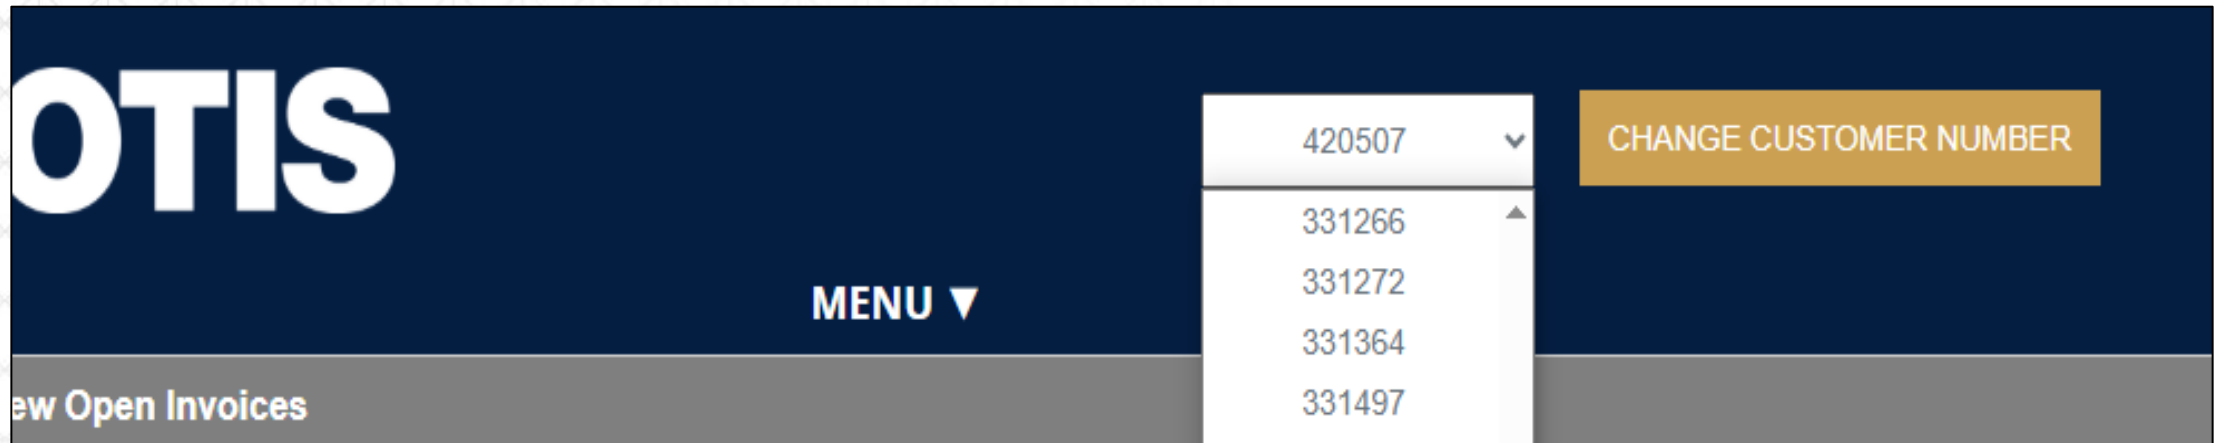 OTIS
420507
CHANGE CUSTOMER NUMBER
331266
331272
MENU ▼
331364
331497
ew Open Invoices